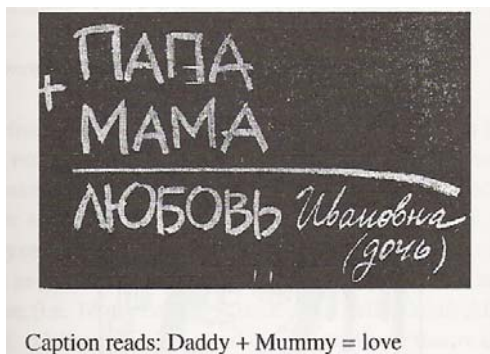 ПАПА
+
МАМА
ЛЮБОВЬ Ивановна
(дочь)
Caption reads: Daddy + Mummy = love